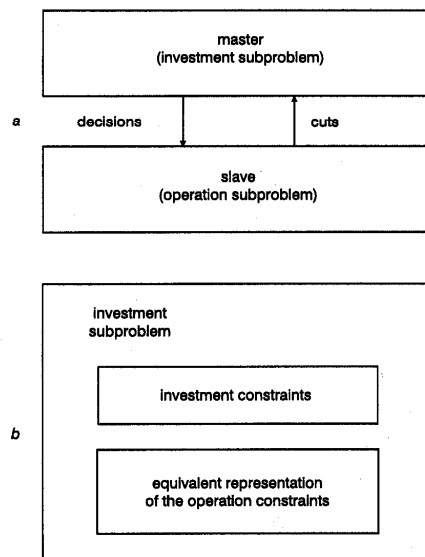 master
(investment subproblem)
a
decisions
cuts
slave
(operation subproblem)
investment
subproblem
investment constraints
b
equivalent representation
of the operation constraints